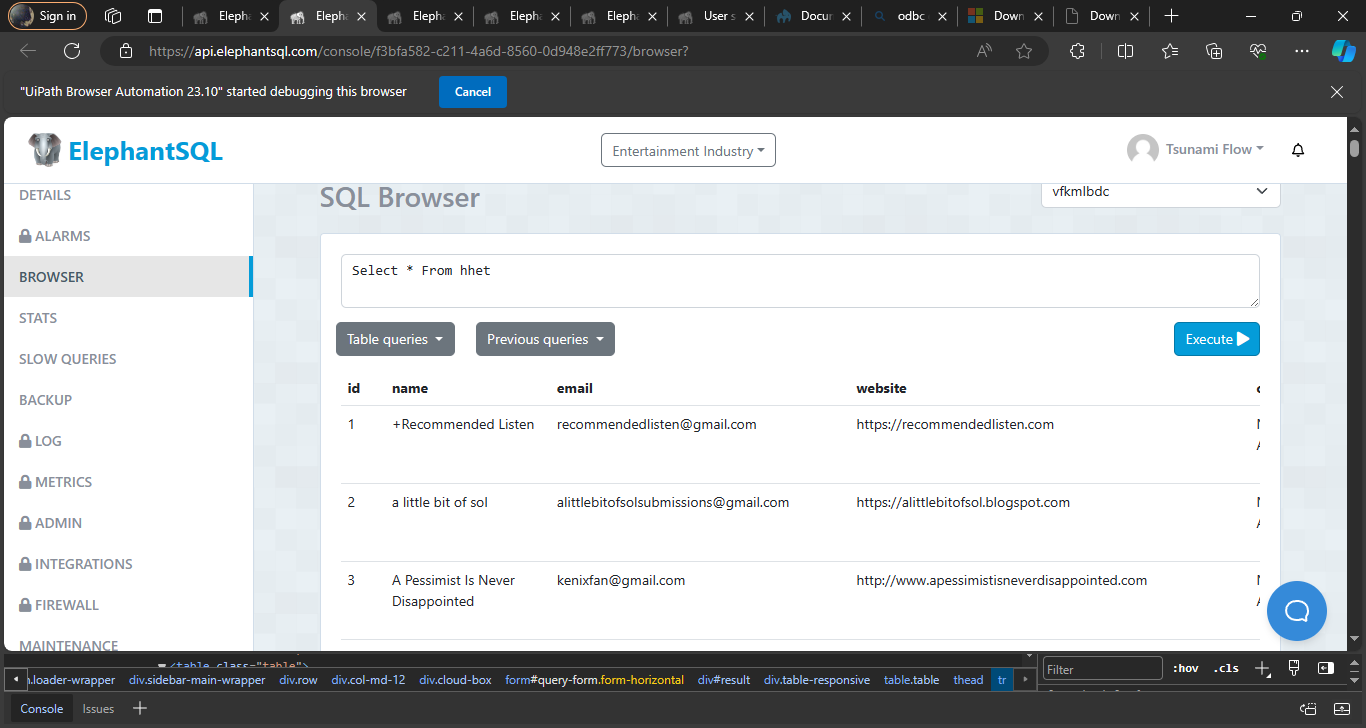 Sign in
Elepha
Elepha
Elepha
Elepha
Elepha
User s
Docur
odbc
Down
Down
https://api.elephantsql.com/console/f3bfa582-c211-4a6d-8560-0d948e2ff773/browser?
"UiPath Browser Automation 23.10" started debugging this browser
Cancel
ElephantSQL
Entertainment Industry
Tsunami Flow
DETAILS
ALARMS
BROWSER
STATS
SLOW QUERIES
BACKUP
LOG
METRICS
ADMIN
INTEGRATIONS
FIREWALL
MAINTENANCE
SQL Browser
vfkmlbdc
Select * From hhet
Table queries
Previous queries
Execute
id name email website
1 +Recommended Listen recommendedlisten@gmail.com https://recommendedlisten.com
2 a little bit of sol alittlebitofsolsubmissions@gmail.com https://alittlebitofsol.blogspot.com
3 A Pessimist Is Never kenixfan@gmail.com http://www.apessimistisneverdisappointed.com
Disappointed
<table class="table">
.loader-wrapper div.sidebar-main-wrapper div.row div.col-md-12 div.cloud-box form#query-form.form-horizontal div#result div.table-responsive table.table thead tr
Filter
:hov .cls
Console Issues